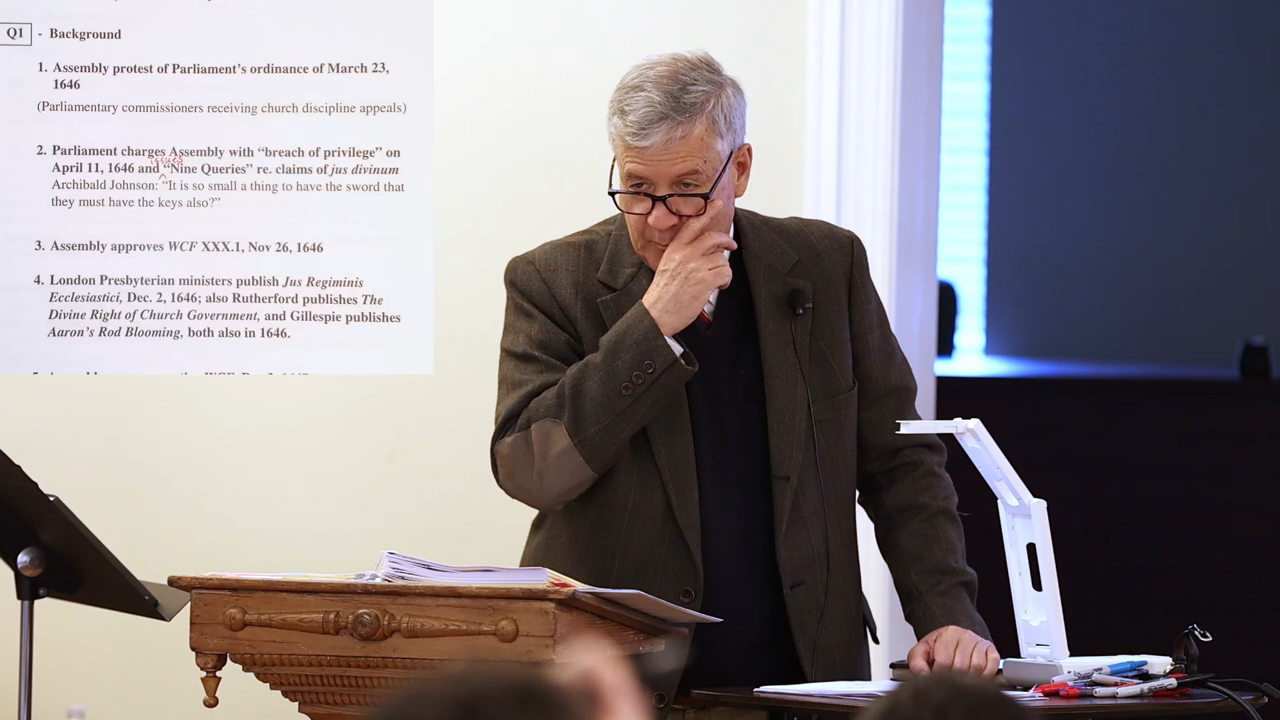 Q1 - Background
1. Assembly protest of Parliament's ordinance of March 23,
1646
(Parliamentary commissioners receiving church discipline appeals)
2. Parliament charges Assembly with “breach of privilege” on
issues
April 11, 1646 and “Nine Queries” re. claims of jus divinum
Archibald Johnson: “It is so small a thing to have the sword that
they must have the keys also?”
3. Assembly approves WCF XXX.1, Nov 26, 1646
4. London Presbyterian ministers publish Jus Regiminis
Ecclesiastici, Dec. 2, 1646; also Rutherford publishes The
Divine Right of Church Government, and Gillespie publishes
Aaron's Rod Blooming, both also in 1646.